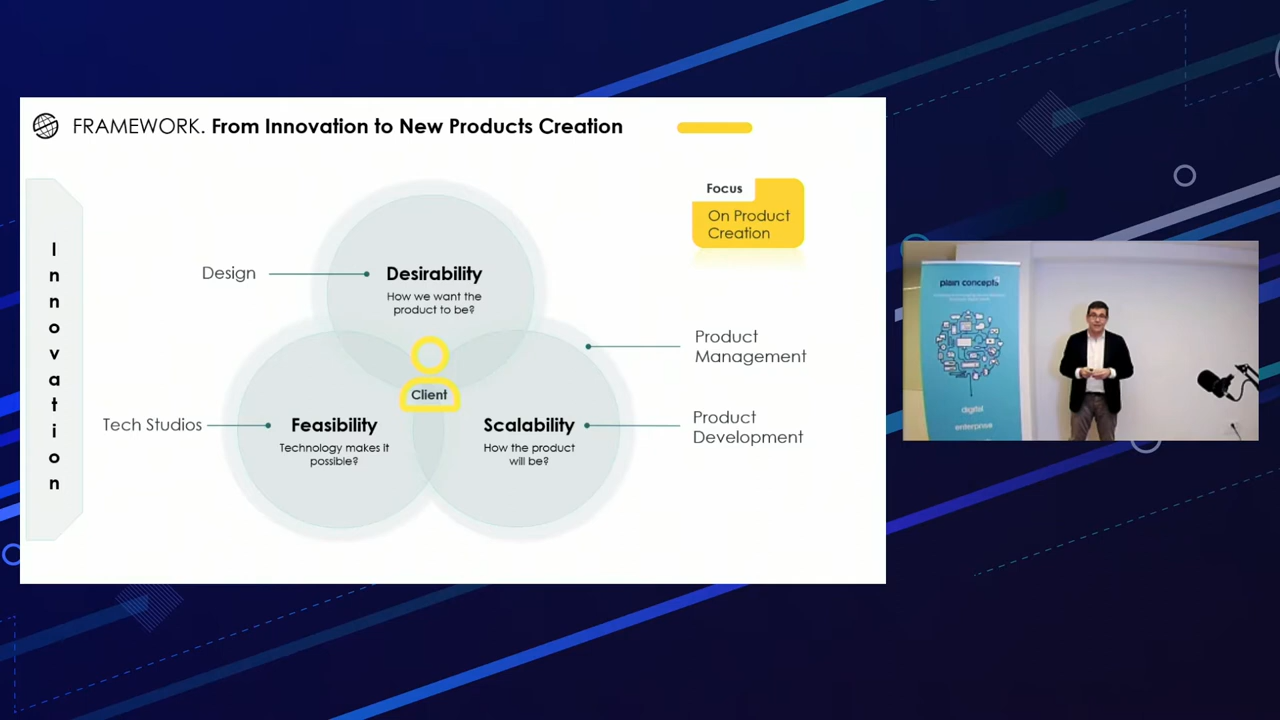 FRAMEWORK. From Innovation to New Products Creation
Innovation
Focus
On Product
Creation
Design
Desirability
How we want the
product to be?
Product
Management
Client
Tech Studios
Feasibility
Technology makes it
possible?
Scalability
How the product
will be?
Product
Development
plain concepts
digital
enterprise